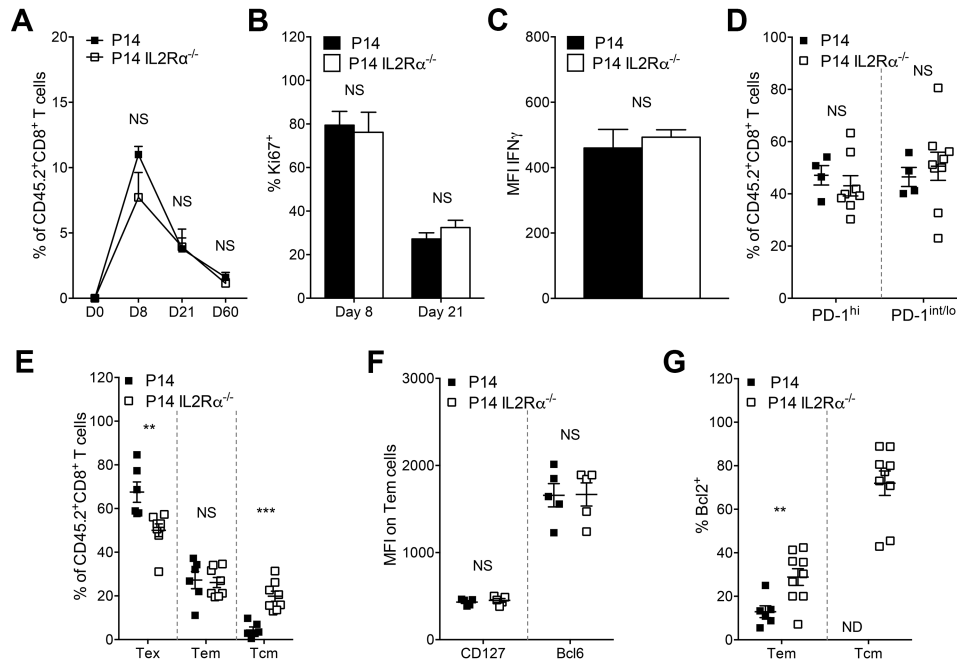 A
% of CD45.2⁺CD8⁺ T cells
20
15
10
5
0
P14
P14 IL2Rα⁻/⁻
NS
NS
NS
D0 D8 D21 D60
B
% Ki67⁺
120
100
80
60
40
20
0
P14
P14 IL2Rα⁻/⁻
NS
NS
Day 8 Day 21
C
MFI IFNγ
800
600
400
200
0
P14
P14 IL2Rα⁻/⁻
NS
D
% of CD45.2⁺CD8⁺ T cells
100
80
60
40
20
0
P14
P14 IL2Rα⁻/⁻
NS
NS
PD-1ʰⁱ PD-1ⁱⁿᵗ/ˡᵒ
E
% of CD45.2⁺CD8⁺ T cells
120
100
80
60
40
20
0
P14
P14 IL2Rα⁻/⁻
**
NS
***
Tex Tem Tcm
F
MFI on Tem cells
3000
2000
1000
0
P14
P14 IL2Rα⁻/⁻
NS
NS
CD127 Bcl6
G
% Bcl2⁺
120
100
80
60
40
20
0
P14
P14 IL2Rα⁻/⁻
**
ND
Tem Tcm